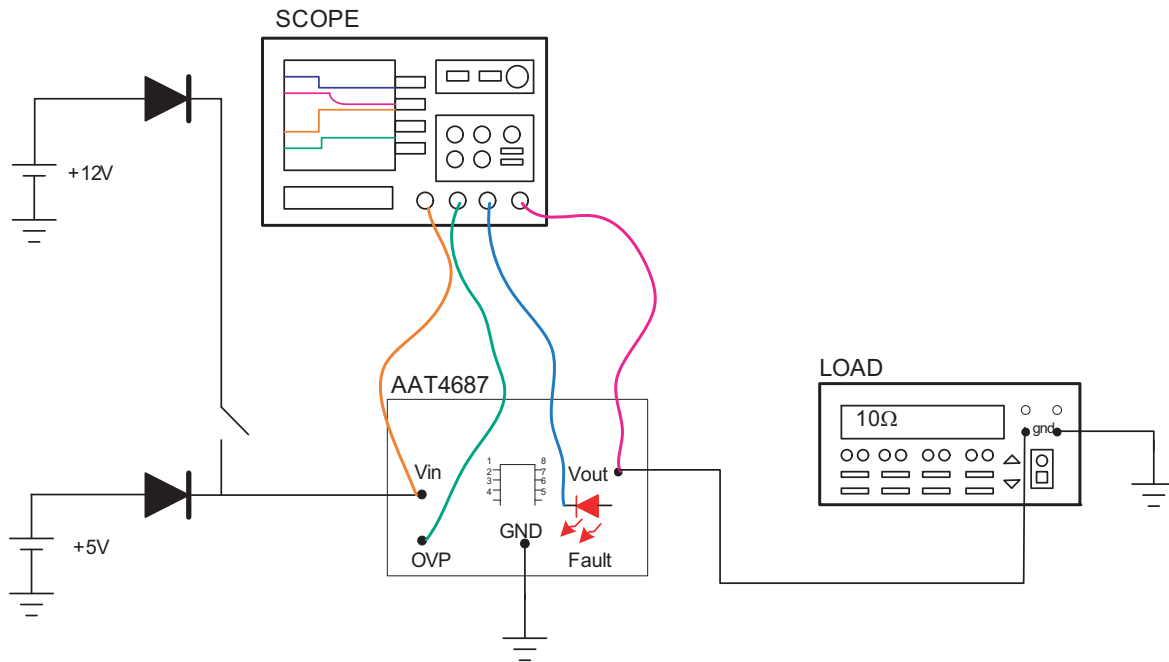 SCOPE
+12V
LOAD
AAT4687
10Ω
gnd
1
2
3
4
8
7
6
5
Vin
Vout
GND
+5V
OVP
Fault